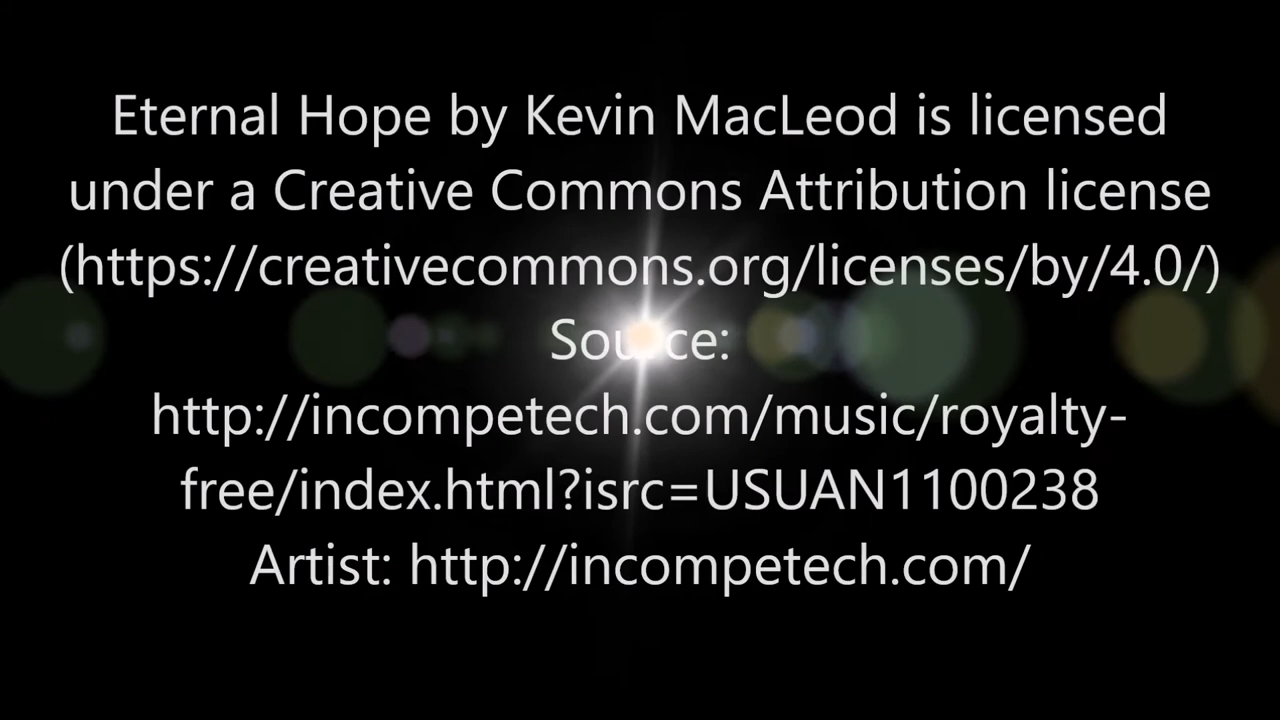 Eternal Hope by Kevin MacLeod is licensed
under a Creative Commons Attribution license
(https://creativecommons.org/licenses/by/4.0/)
Source:
http://incompetech.com/music/royalty-
free/index.html?isrc=USUAN1100238
Artist: http://incompetech.com/